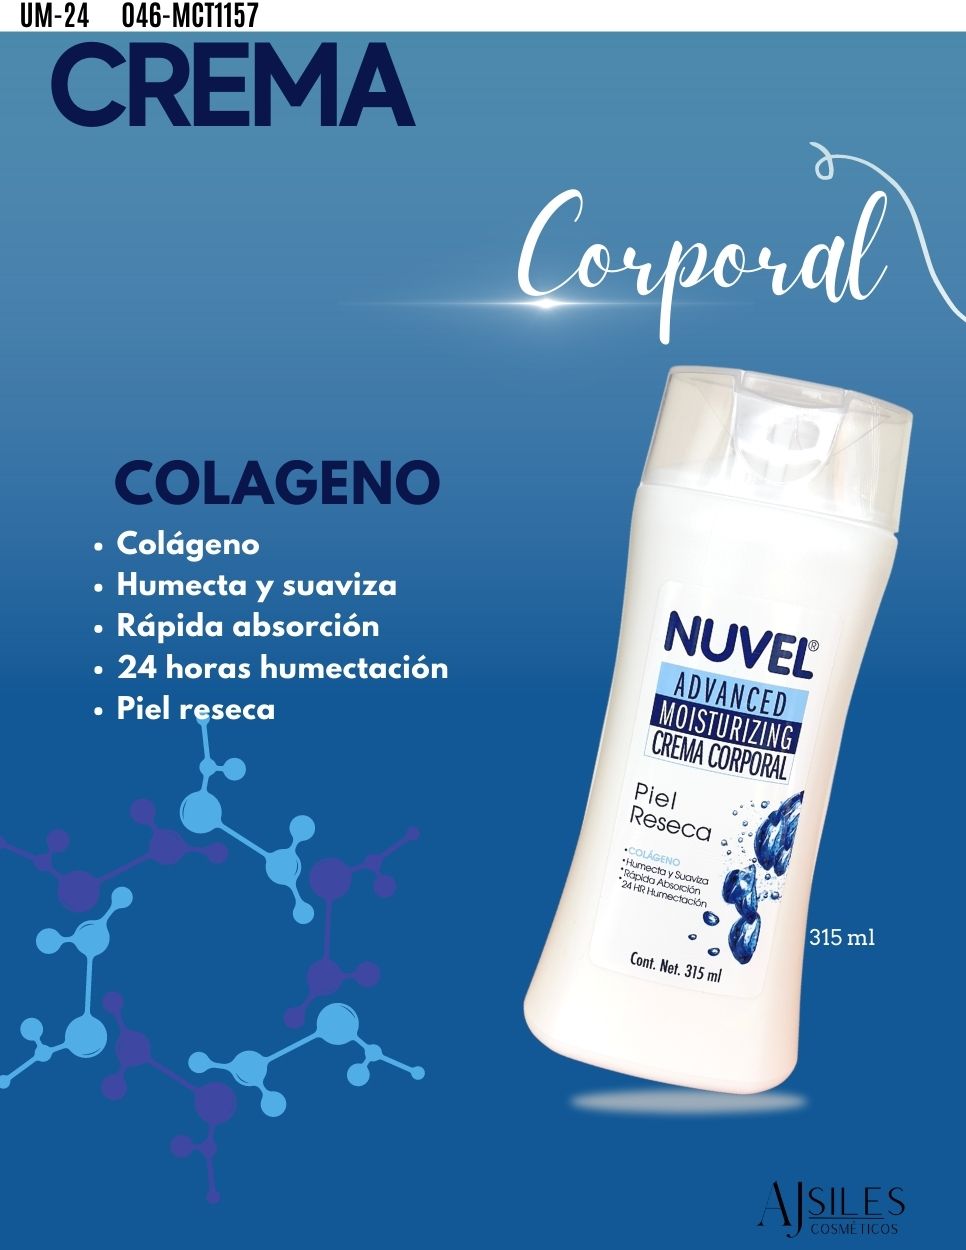 UM-24 046-MCT1157
CREMA
Corporal
COLAGENO
• Colágeno
• Humecta y suaviza
• Rápida absorción
• 24 horas humectación
• Piel reseca
NUVEL®
ADVANCED
MOISTURIZING
CREMA CORPORAL
Piel
Reseca
•COLÁGENO
•Humecta y Suaviza
•Rápida Absorción
•24 HR Humectación
Cont. Net. 315 ml
315 ml
AJSILES
COSMÉTICOS